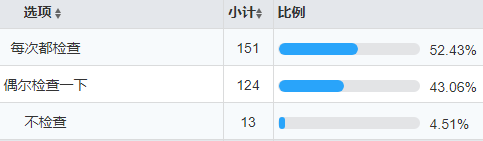 选项 小计 比例
每次都检查 151 52.43%
偶尔检查一下 124 43.06%
不检查 13 4.51%